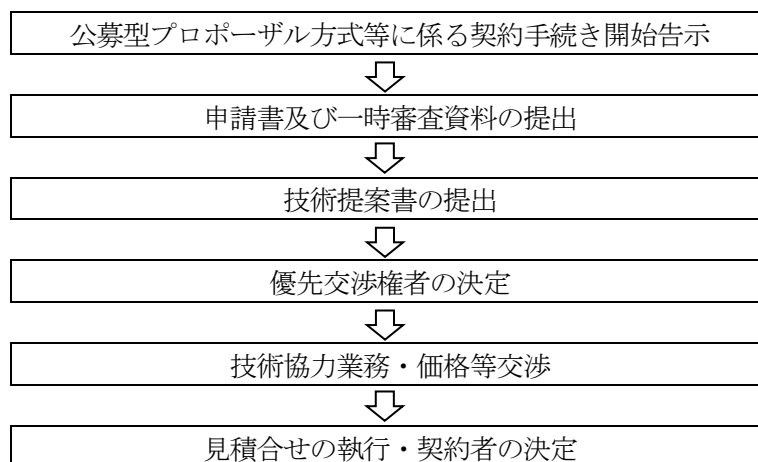 公募型プロポーザル方式等に係る契約手続き開始告示
申請書及び一時審査資料の提出
技術提案書の提出
優先交渉権者の決定
技術協力業務・価格等交渉
見積合せの執行・契約者の決定